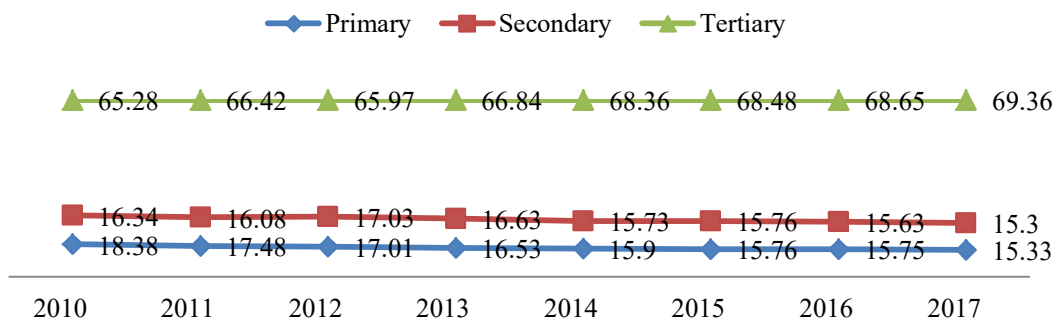 Primary Secondary Tertiary
65.28 66.42 65.97 66.84 68.36 68.48 68.65 69.36
16.34 16.08 17.03 16.63 15.73 15.76 15.63 15.3
18.38 17.48 17.01 16.53 15.9 15.76 15.75 15.33
2010 2011 2012 2013 2014 2015 2016 2017